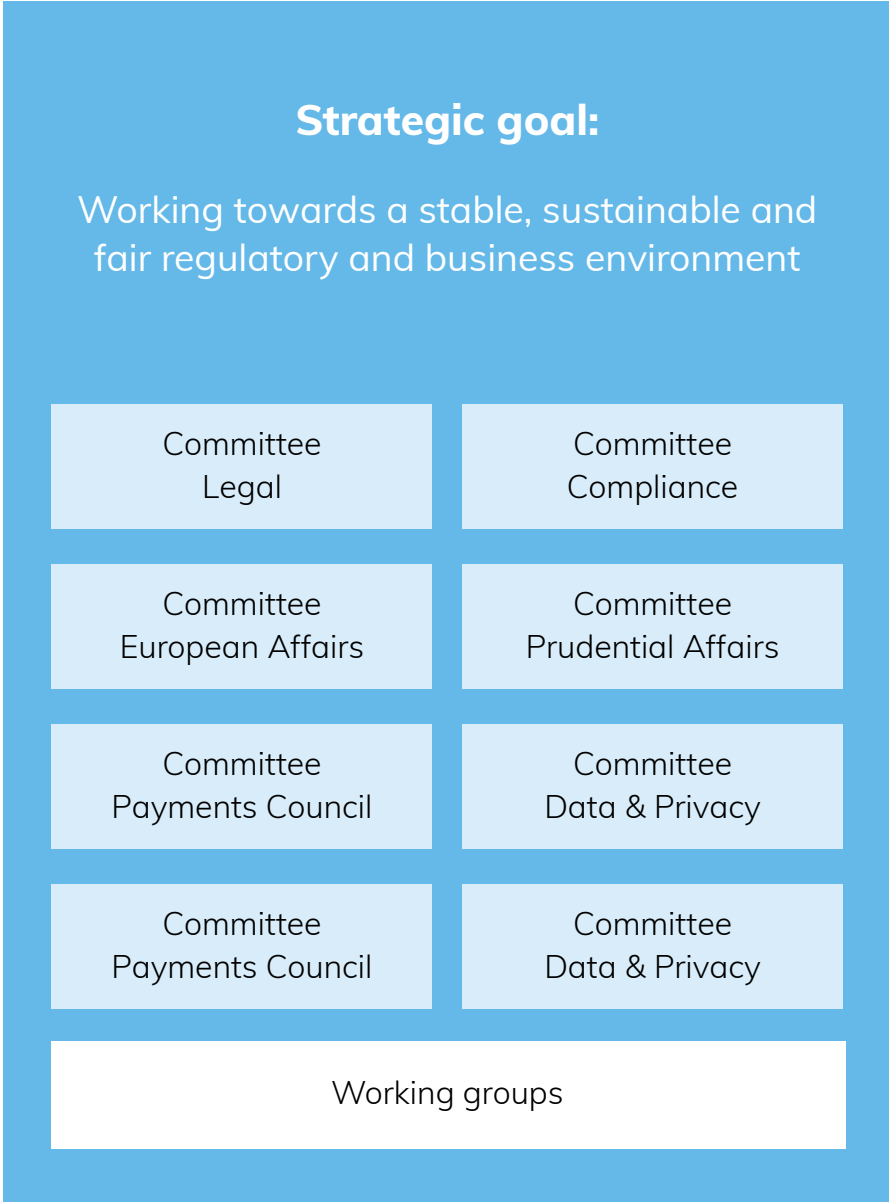 Strategic goal:
Working towards a stable, sustainable and
fair regulatory and business environment
Committee
Legal
Committee
Compliance
Committee
European Affairs
Committee
Prudential Affairs
Committee
Payments Council
Committee
Data & Privacy
Committee
Payments Council
Committee
Data & Privacy
Working groups